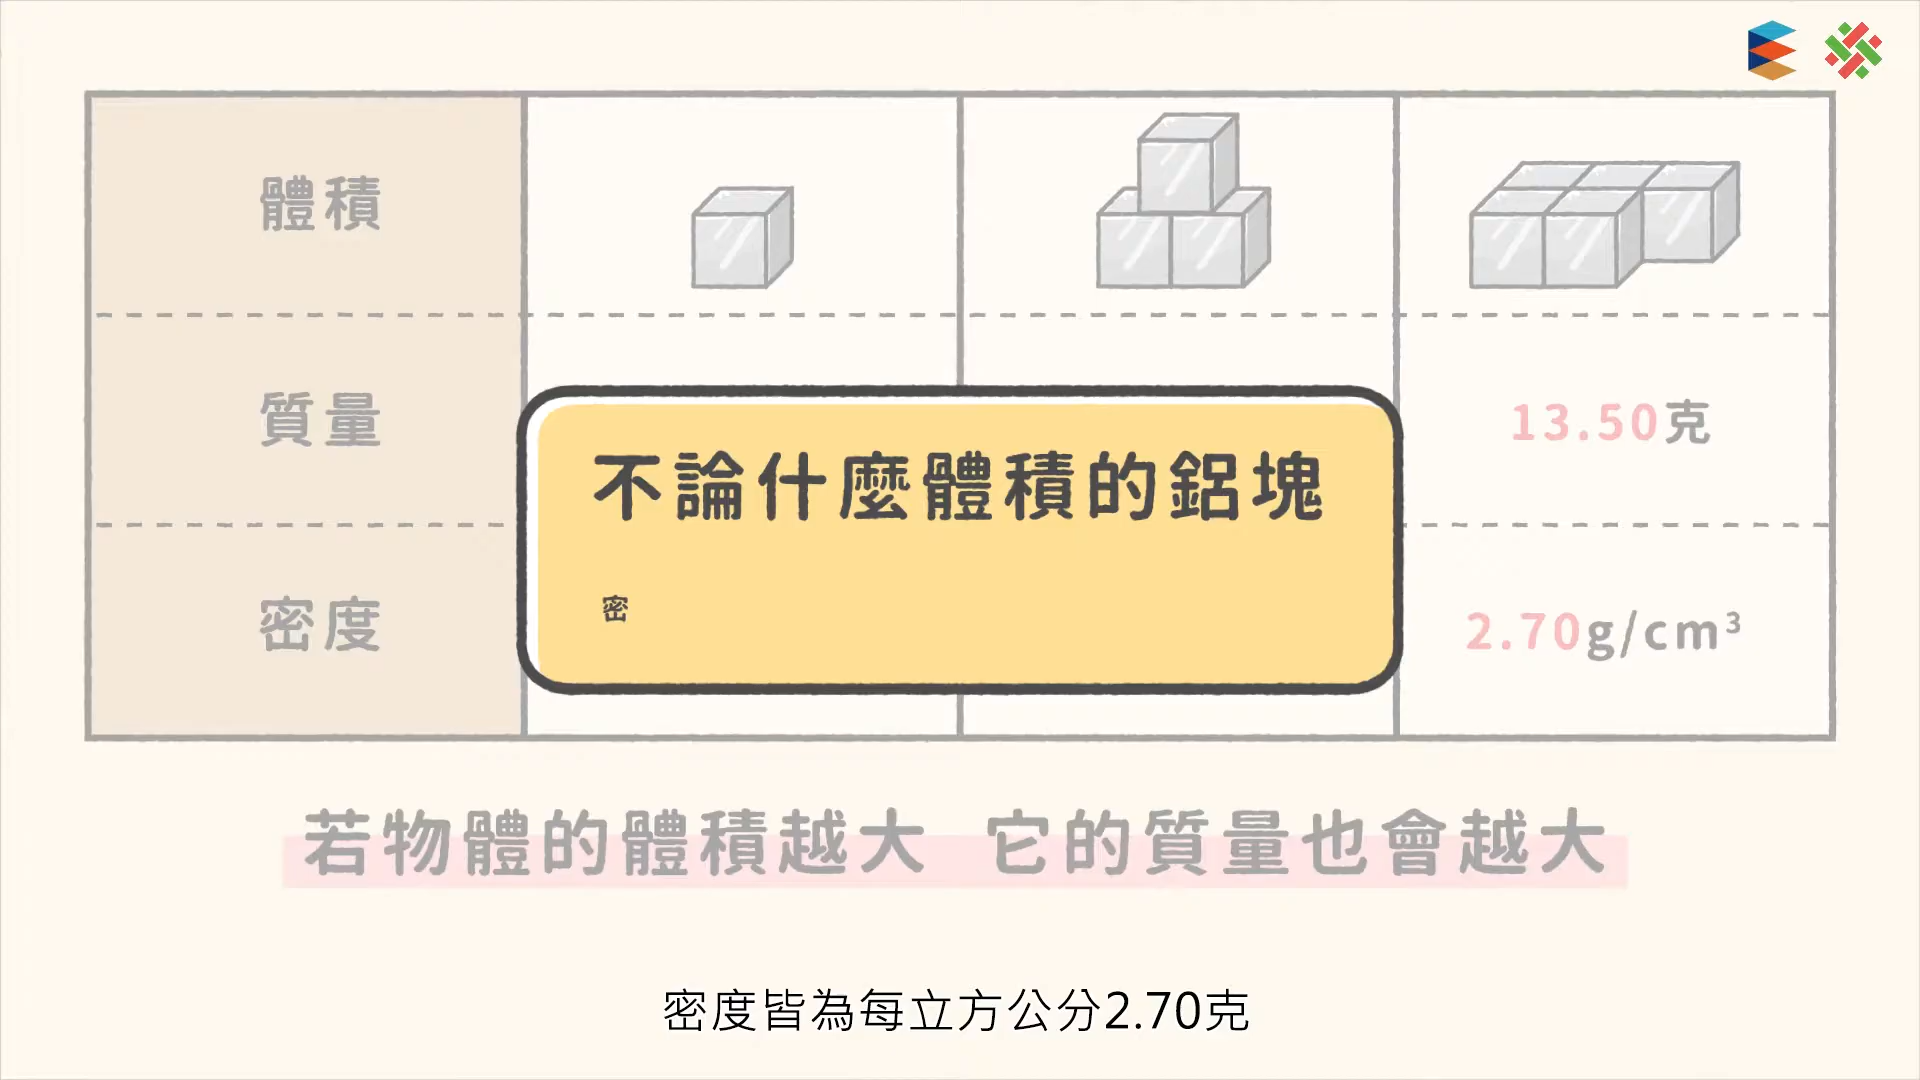 體積
質量
13.50克
不論什麼體積的鋁塊
密
密度
2.70g/cm³
若物體的體積越大 它的質量也會越大
密度皆為每立方公分2.70克